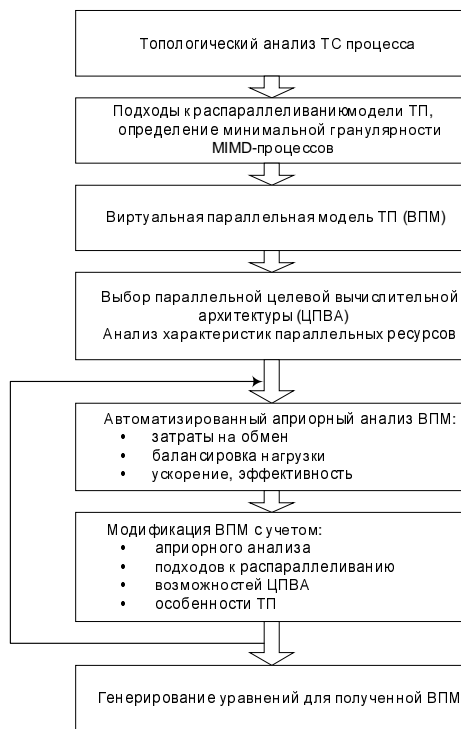 Топологический анализ ТС процесса
Подходы к распараллеливаниюмодели ТП,
определение минимальной гранулярности
MIMD-процессов
Виртуальная параллельная модель ТП (ВПМ)
Выбор параллельной целевой вычислительной
архитектуры (ЦПВА)
Анализ характеристик параллельных ресурсов
Автоматизированный априорный анализ ВПМ:
• затраты на обмен
• балансировка нагрузки
• ускорение, эффективность
Модификация ВПМ с учетом:
• априорного анализа
• подходов к распараллеливанию
• возможностей ЦПВА
• особенности ТП
Генерирование уравнений для полученной ВПМ